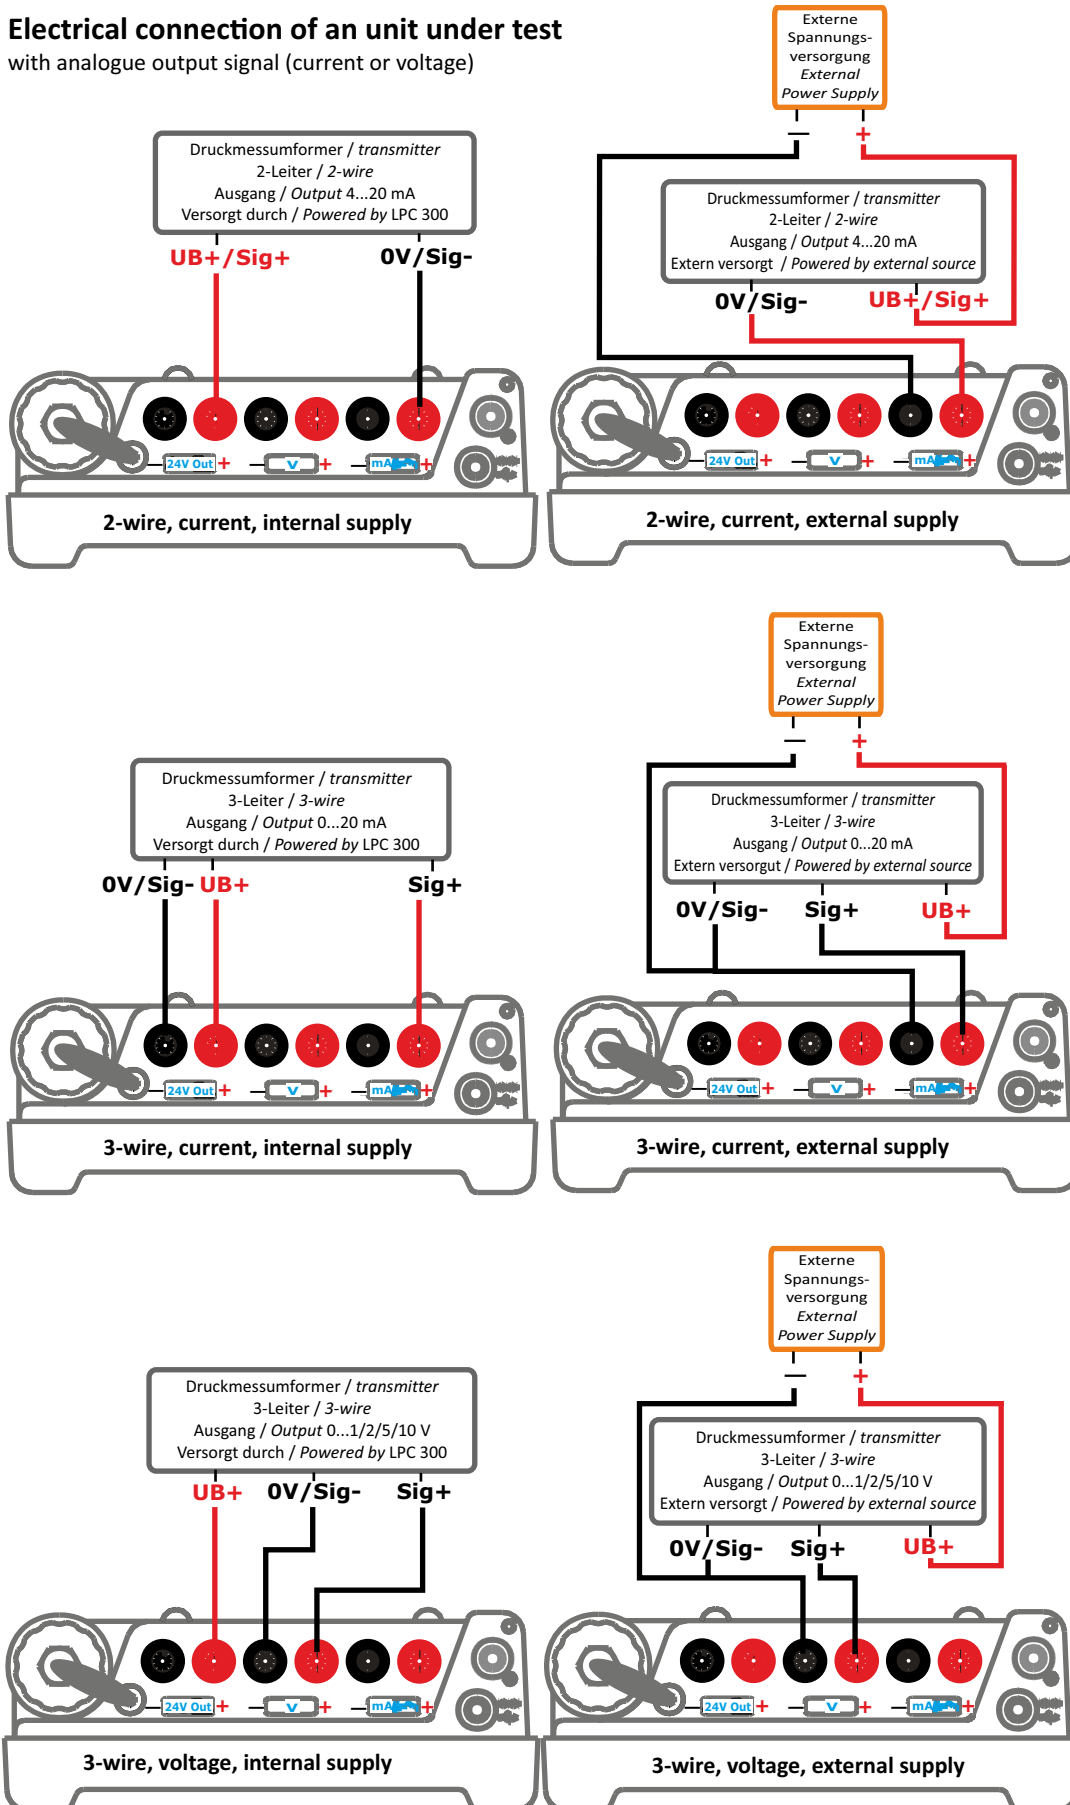 Electrical connection of an unit under test
with analogue output signal (current or voltage)
Druckmessumformer / transmitter
2-Leiter / 2-wire
Ausgang / Output 4...20 mA
Versorgt durch / Powered by LPC 300
UB+/Sig+ 0V/Sig-
— 24V Out + — V + — mA +
2-wire, current, internal supply
Externe
Spannungs-
versorgung
External
Power Supply
— +
Druckmessumformer / transmitter
2-Leiter / 2-wire
Ausgang / Output 4...20 mA
Extern versorgt / Powered by external source
0V/Sig- UB+/Sig+
— 24V Out + — V + — mA +
2-wire, current, external supply
Druckmessumformer / transmitter
3-Leiter / 3-wire
Ausgang / Output 0...20 mA
Versorgt durch / Powered by LPC 300
0V/Sig- UB+ Sig+
— 24V Out + — V + — mA +
3-wire, current, internal supply
Externe
Spannungs-
versorgung
External
Power Supply
— +
Druckmessumformer / transmitter
3-Leiter / 3-wire
Ausgang / Output 0...20 mA
Extern versorgut / Powered by external source
0V/Sig- Sig+ UB+
— 24V Out + — V + — mA +
3-wire, current, external supply
Druckmessumformer / transmitter
3-Leiter / 3-wire
Ausgang / Output 0...1/2/5/10 V
Versorgt durch / Powered by LPC 300
UB+ 0V/Sig- Sig+
— 24V Out + — V + — mA +
3-wire, voltage, internal supply
Externe
Spannungs-
versorgung
External
Power Supply
— +
Druckmessumformer / transmitter
3-Leiter / 3-wire
Ausgang / Output 0...1/2/5/10 V
Extern versorgt / Powered by external source
0V/Sig- Sig+ UB+
— 24V Out + — V + — mA +
3-wire, voltage, external supply